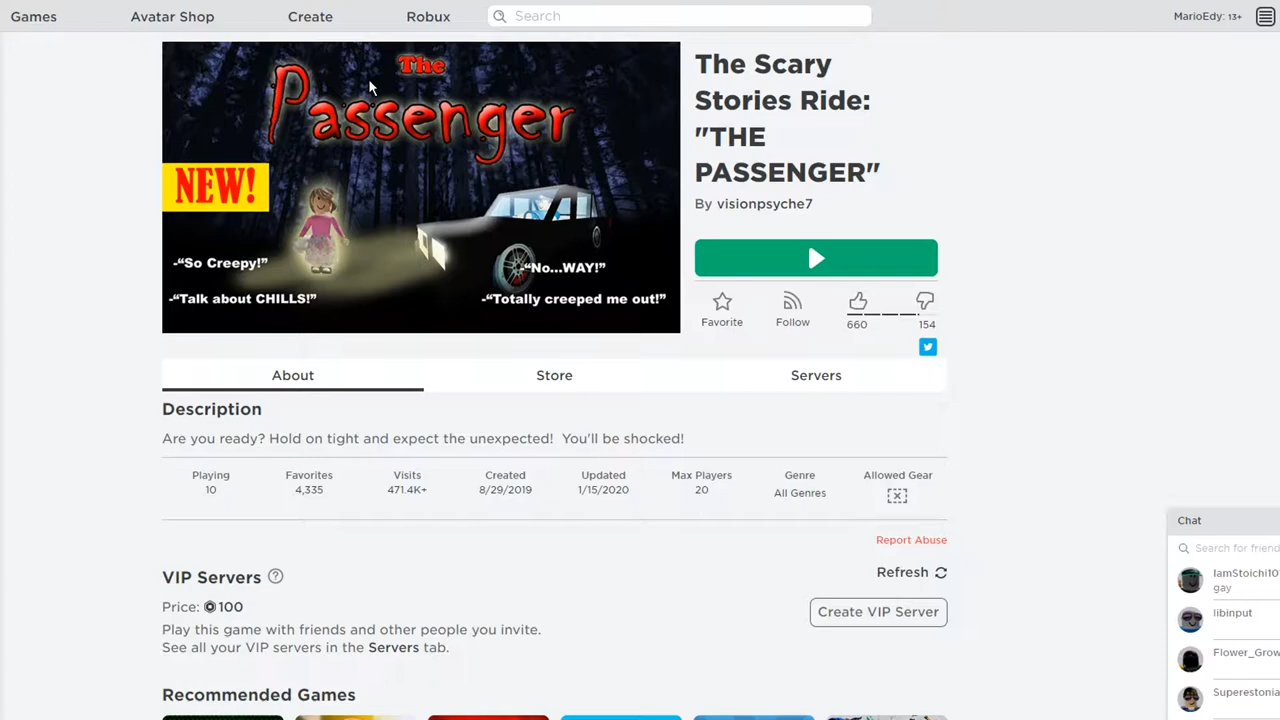 Games Avatar Shop Create Robux Search MarioEdy: 13+
The
Passenger
NEW!
-"So Creepy!"
-"No...WAY!"
-"Talk about CHILLS!"
-"Totally creeped me out!"
The Scary
Stories Ride:
"THE
PASSENGER"
By visionpsyche7
Favorite Follow 660 154
About Store Servers
Description
Are you ready? Hold on tight and expect the unexpected! You'll be shocked!
Playing Favorites Visits Created Updated Max Players Genre Allowed Gear
10 4,335 471.4K+ 8/29/2019 1/15/2020 20 All Genres
Report Abuse
VIP Servers ? Refresh
Price: 100 Create VIP Server
Play this game with friends and other people you invite.
See all your VIP servers in the Servers tab.
Recommended Games
Chat
Search for friend
IamStoichi10
gay
libinput
Flower_Grow
Superestonia